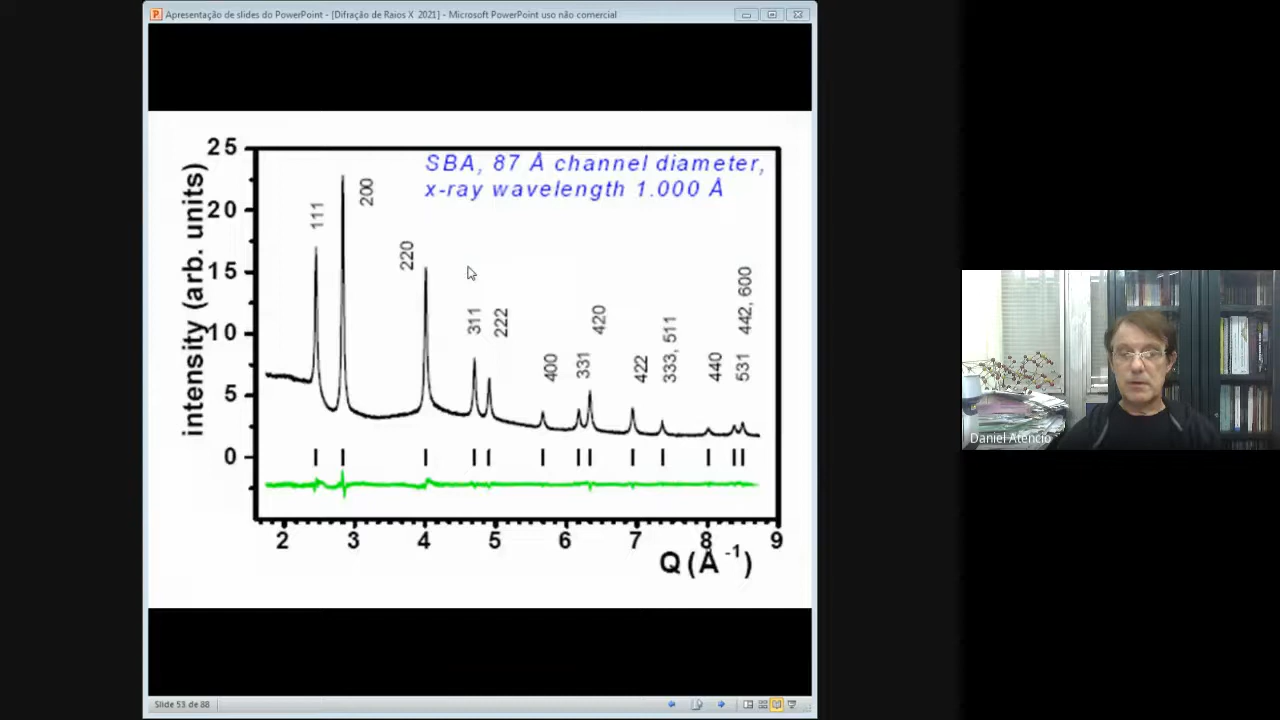 Apresentação de slides do PowerPoint - [Difração de Raios X 2021] - Microsoft PowerPoint uso não comercial
SBA, 87 Å channel diameter,
x-ray wavelength 1.000 Å
intensity (arb. units)
25
20
15
10
5
0
111
200
220
311
222
400
331
420
422
333, 511
440
531
442, 600
2 3 4 5 6 7 8 9
Q (Å -1)
Daniel Atencio
Slide 53 de 88